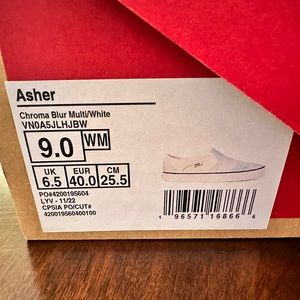 Asher
Chroma Blur Multi/White
VN0A5JLHJBW
9.0 WM
UK EUR CM
6.5 40.0 25.5
PO#4200195604
LYV - 11/22
CPSIA PO/CUT#
420019560400100
1 96571 16866 6